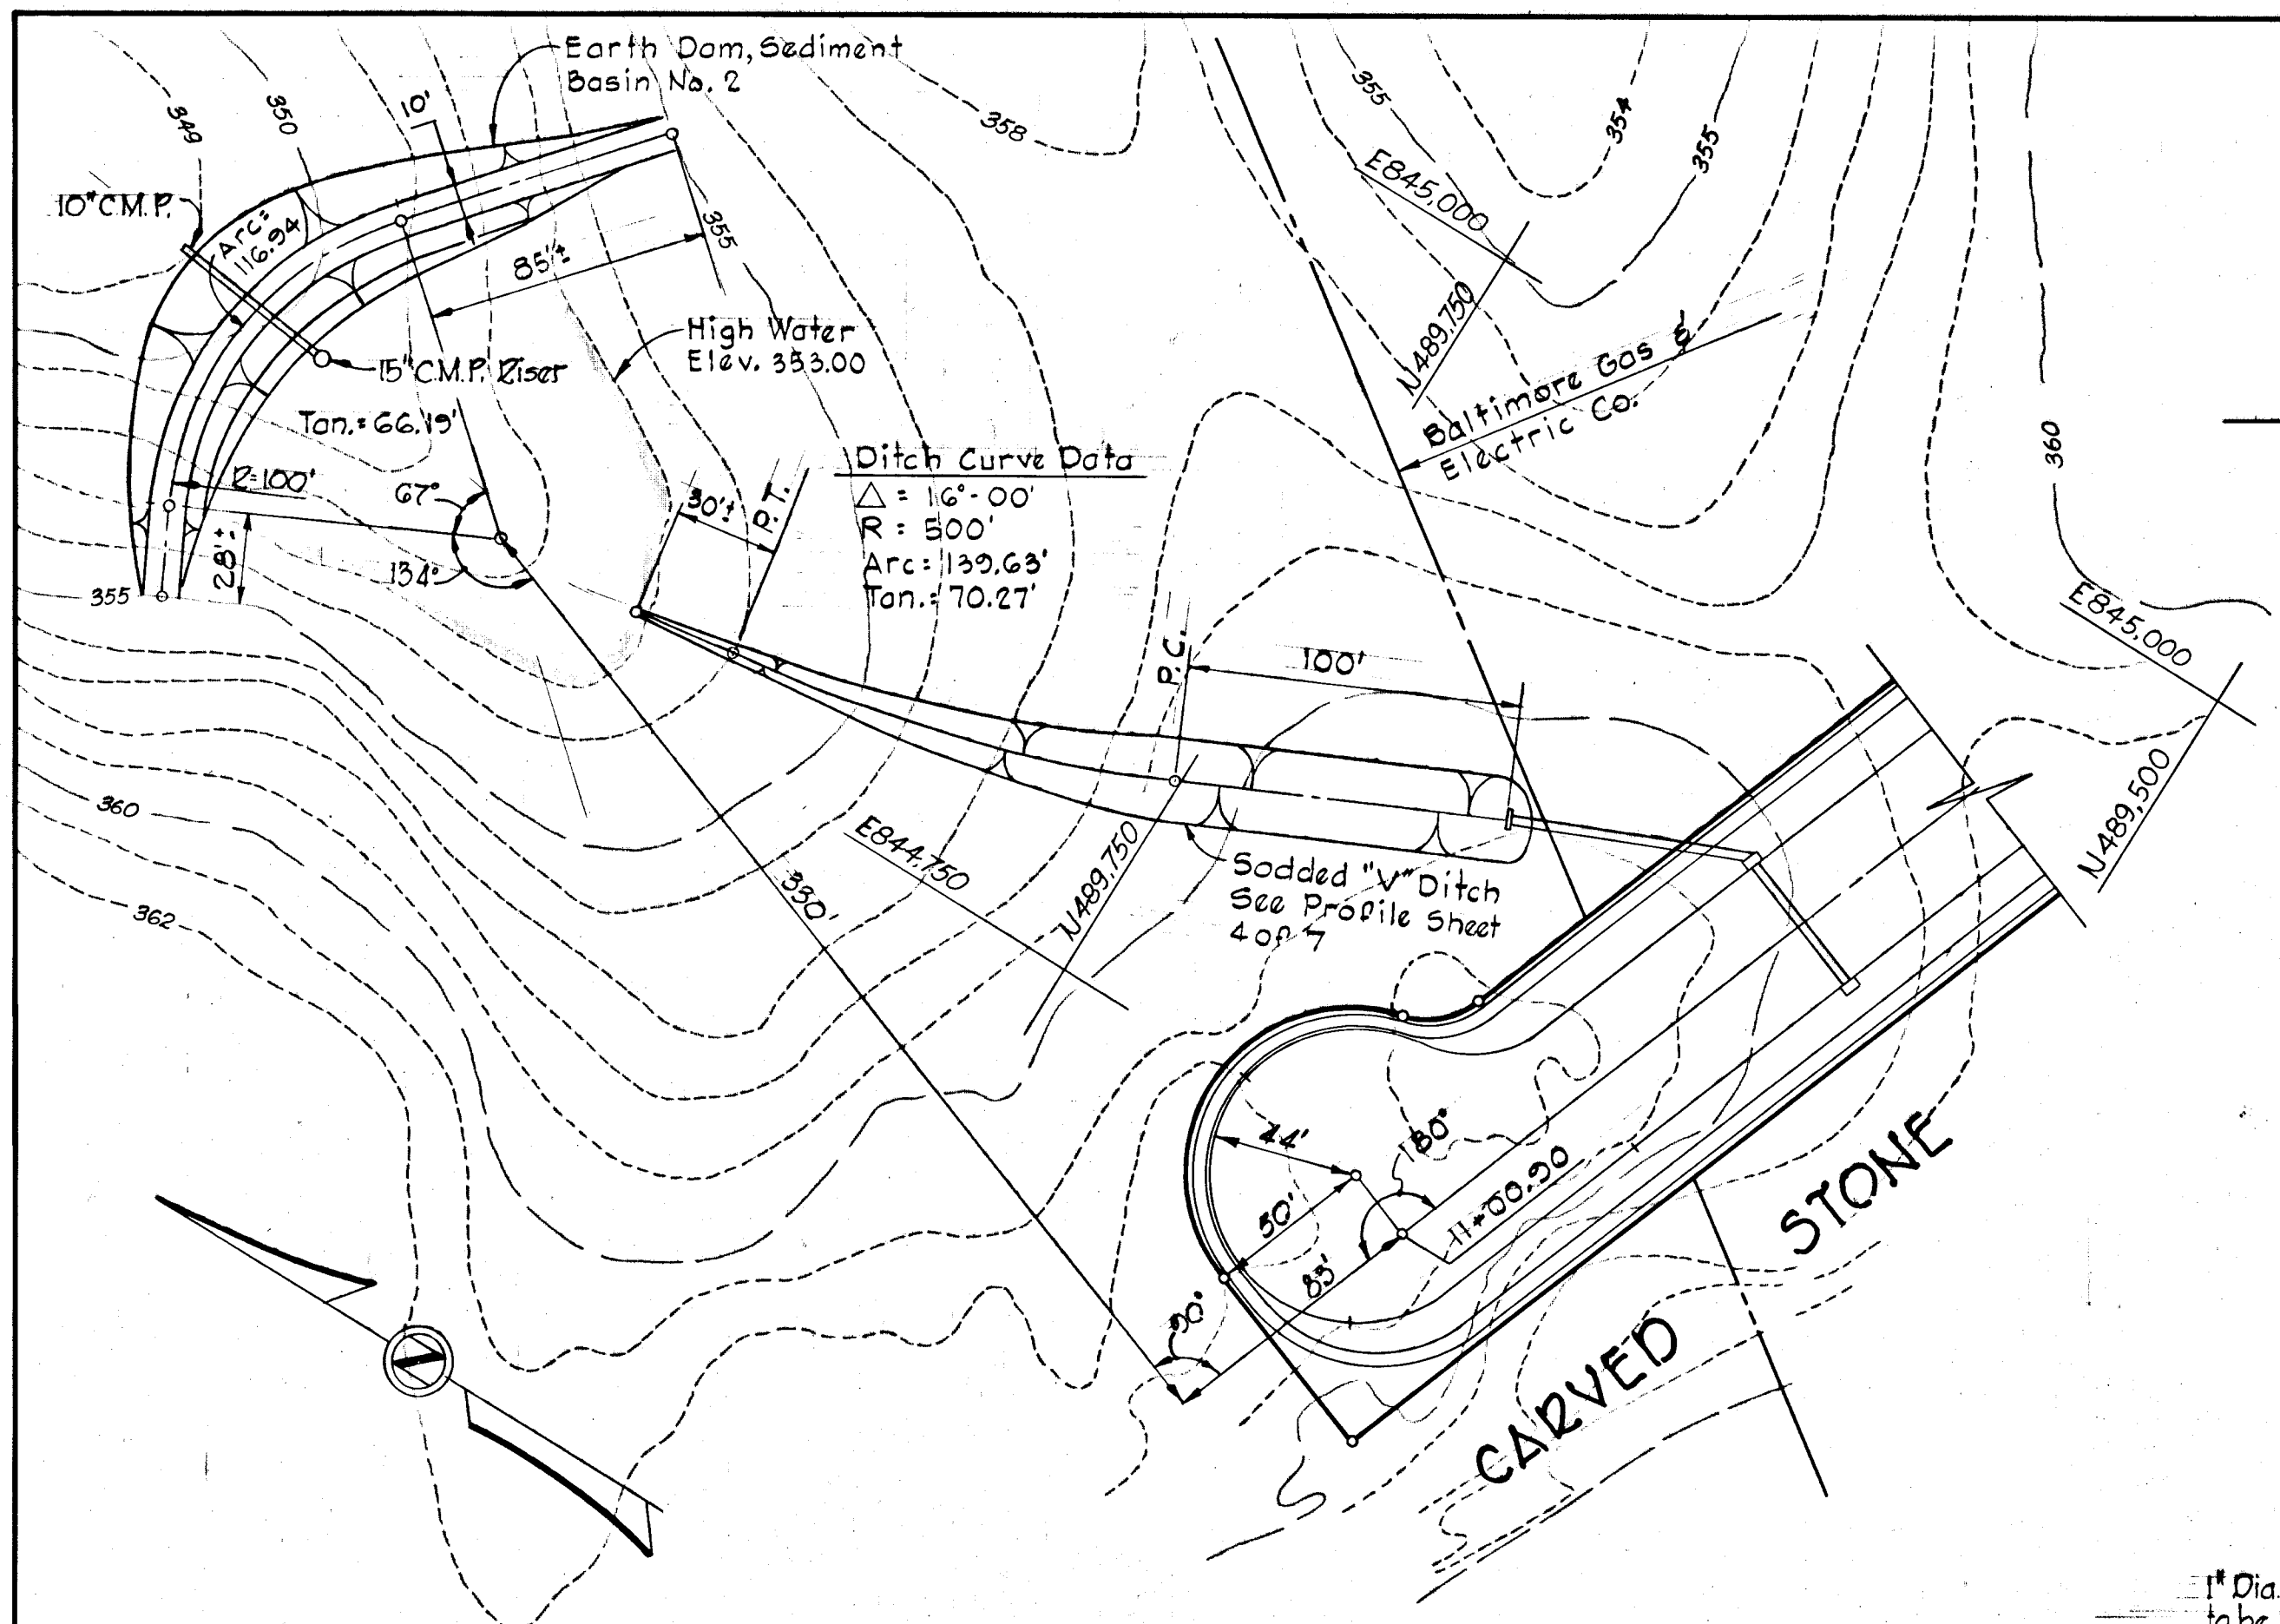 Earth Dam, Sediment
Basin No. 2
10'
349
350
358
355
354
355
E845,000
10"C.M.P.
Arc=
116.94
85'±
355
N489,750
High Water
Elev. 353.00
Baltimore Gas &
Electric Co.
15"C.M.P. Riser
Tan.= 66.19'
360
R=100'
67°
30'±
P.T.
Ditch Curve Data
△ = 16°-00'
R = 500'
Arc = 139.63'
Tan. = 70.27'
28'±
134°
355
E845,000
P.C.
100'
N489,500
360
E844,750
N489,750
330'
Sodded "V" Ditch
See Profile Sheet
4 of 7
362
44'
180°
50'
11+00.90
85'
90°
N
CARVED STONE
1" Dia.
to be